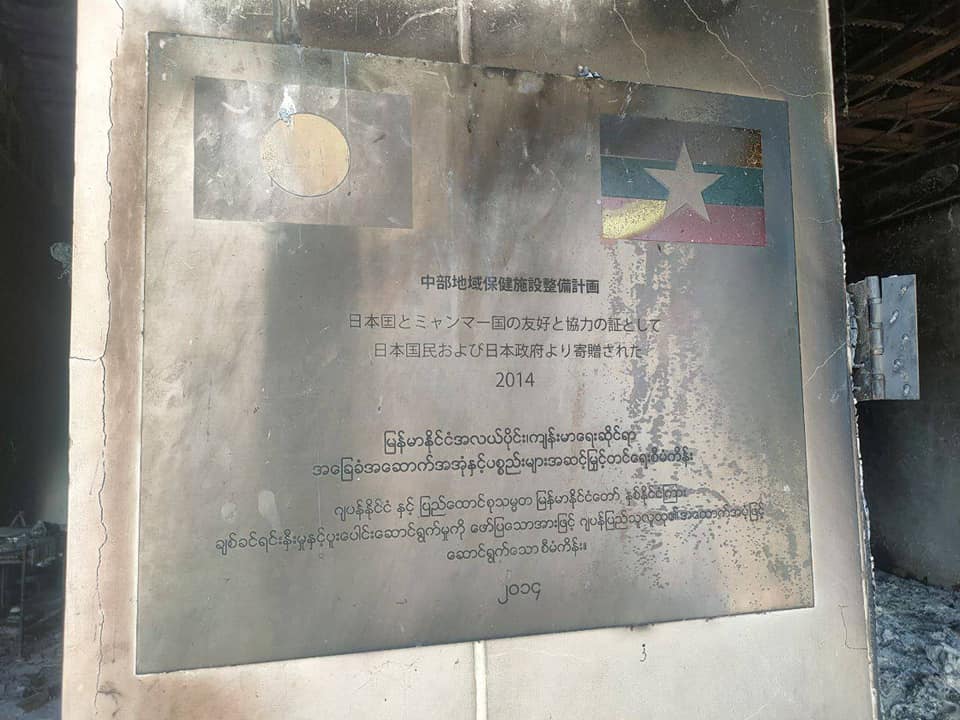 中部地域保健施設整備計画
日本国とミャンマー国の友好と協力の証として
日本国民および日本政府より寄贈された
2014
မြန်မာနိုင်ငံအလယ်ပိုင်း၊ကျန်းမာရေးဆိုင်ရာ
အခြေခံအဆောက်အအုံနှင့်ပစ္စည်းများအဆင့်မြှင့်တင်ရေးစီမံကိန်း
ဂျပန်နိုင်ငံ နှင့် ပြည်ထောင်စုသမ္မတ မြန်မာနိုင်ငံတော် နှစ်နိုင်ငံကြား
ချစ်ခင်ရင်းနှီးမှုနှင့်ပူးပေါင်းဆောင်ရွက်မှုကို ဖော်ပြသောအားဖြင့် ဂျပန်ပြည်သူလူထု၏အထောက်အပံ့ဖြင့်
ဆောင်ရွက်သော စီမံကိန်း။
၂၀၁၄